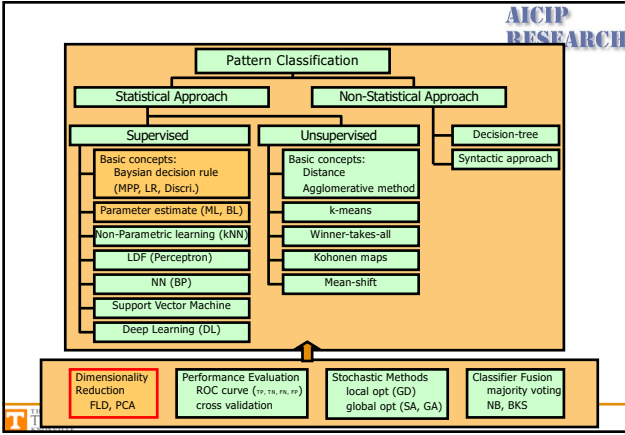 AICIP
RESEARCH
Pattern Classification
Statistical Approach
Non-Statistical Approach
Supervised
Unsupervised
Decision-tree
Syntactic approach
Basic concepts:
Baysian decision rule
(MPP, LR, Discri.)
Parameter estimate (ML, BL)
Non-Parametric learning (kNN)
LDF (Perceptron)
NN (BP)
Support Vector Machine
Deep Learning (DL)
Basic concepts:
Distance
Agglomerative method
k-means
Winner-takes-all
Kohonen maps
Mean-shift
Dimensionality
Reduction
FLD, PCA
Performance Evaluation
ROC curve (TP, TN, FN, FP)
cross validation
Stochastic Methods
local opt (GD)
global opt (SA, GA)
Classifier Fusion
majority voting
NB, BKS
T